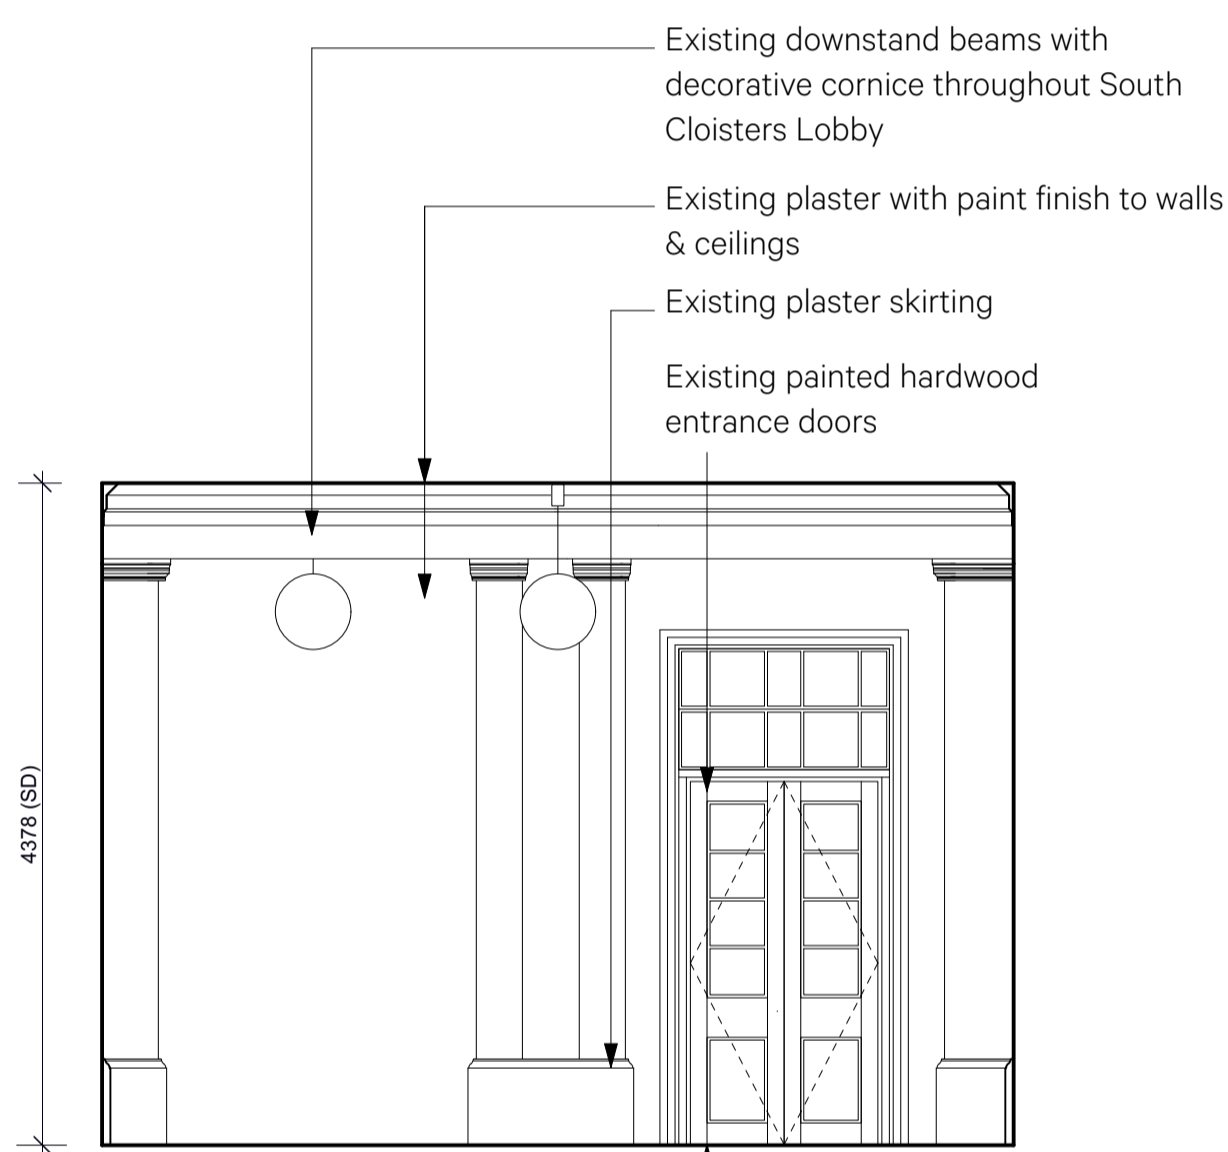 Existing downstand beams with
decorative cornice throughout South
Cloisters Lobby
Existing plaster with paint finish to walls
& ceilings
Existing plaster skirting
Existing painted hardwood
entrance doors
4378 (SD)